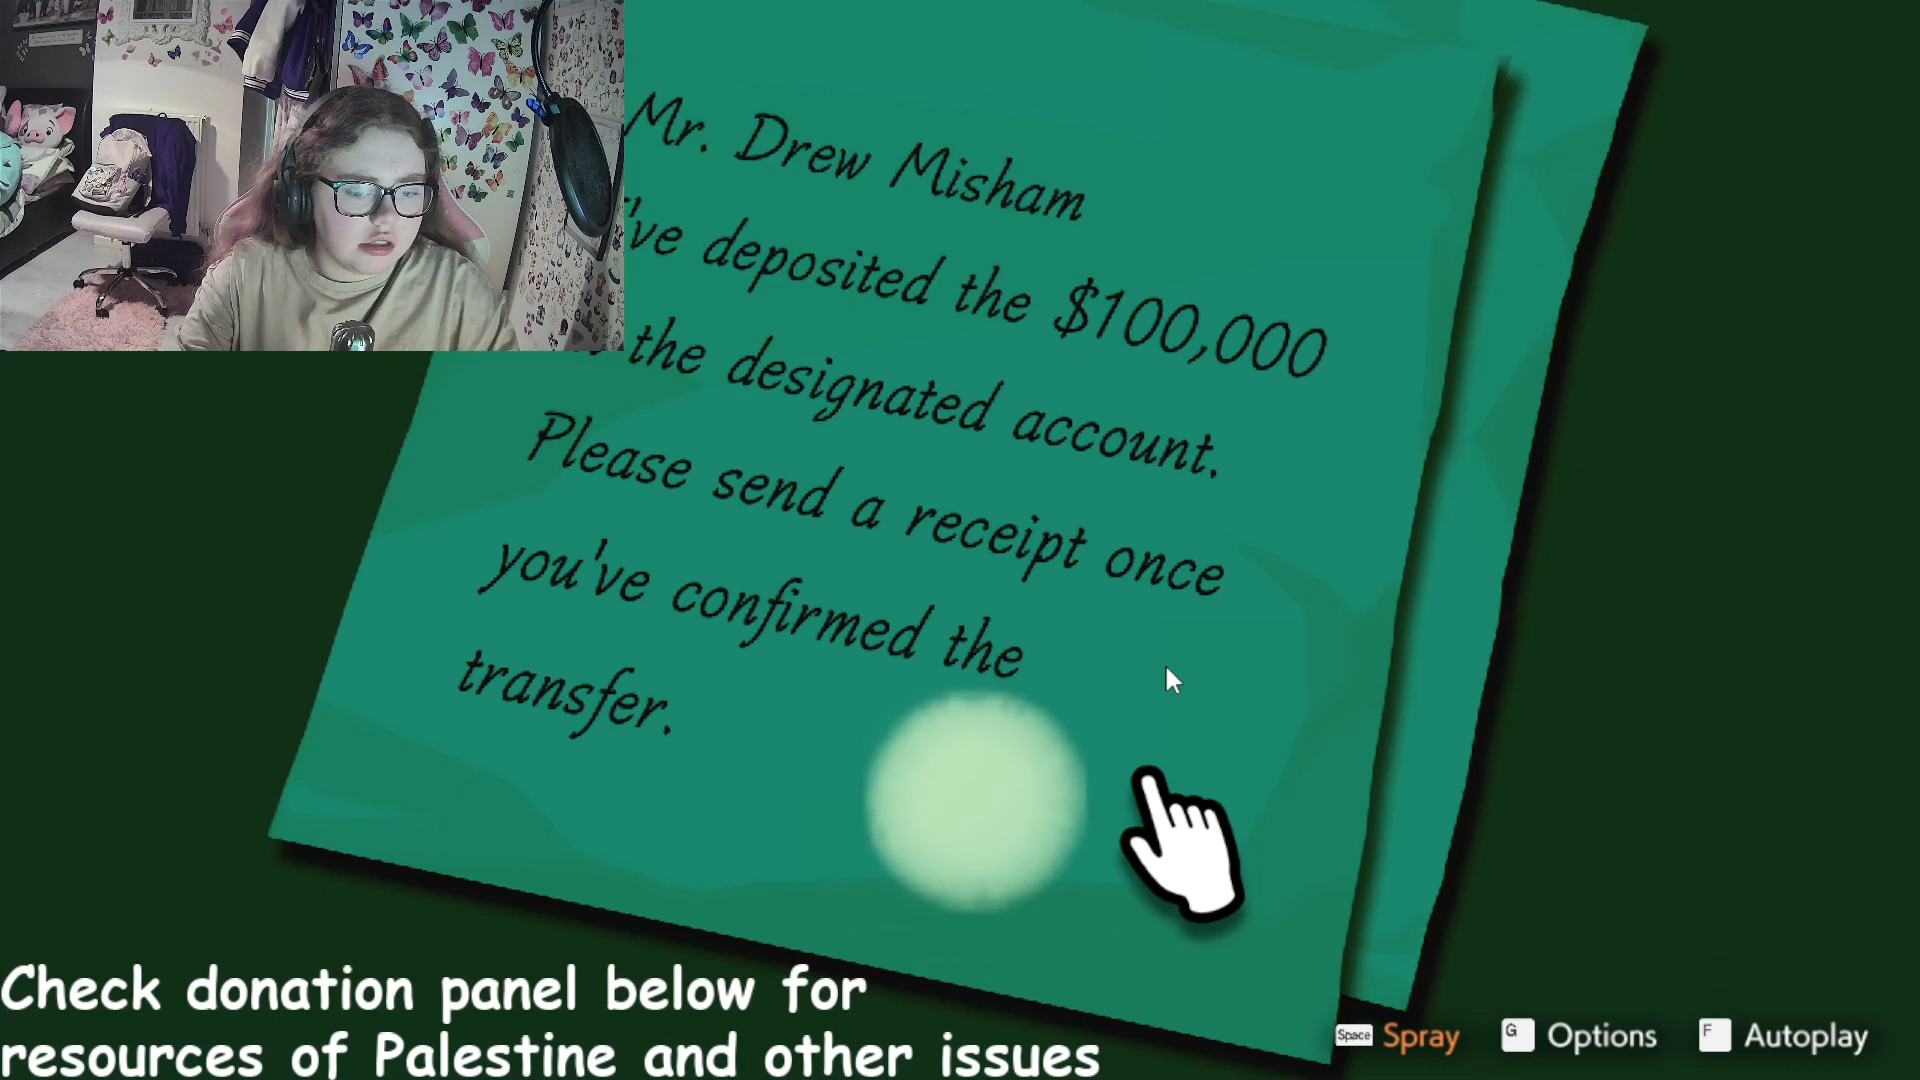 Mr. Drew Misham
've deposited the $100,000
the designated account.
Please send a receipt once
you've confirmed the
transfer.
Check donation panel below for
resources of Palestine and other issues
Space Spray G Options F Autoplay